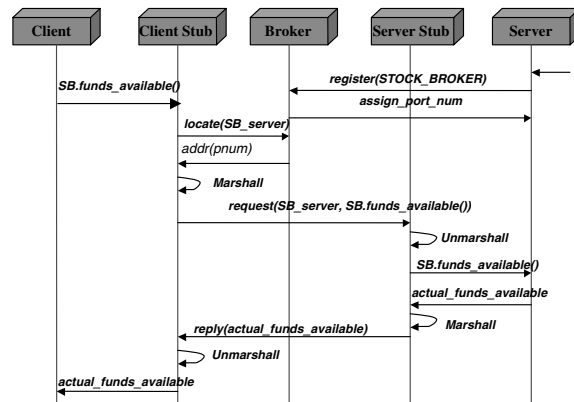 Client
Client Stub
Broker
Server Stub
Server
register(STOCK_BROKER)
SB.funds_available()
assign_port_num
locate(SB_server)
addr(pnum)
Marshall
request(SB_server, SB.funds_available())
Unmarshall
SB.funds_available()
actual_funds_available
Marshall
reply(actual_funds_available)
Unmarshall
actual_funds_available